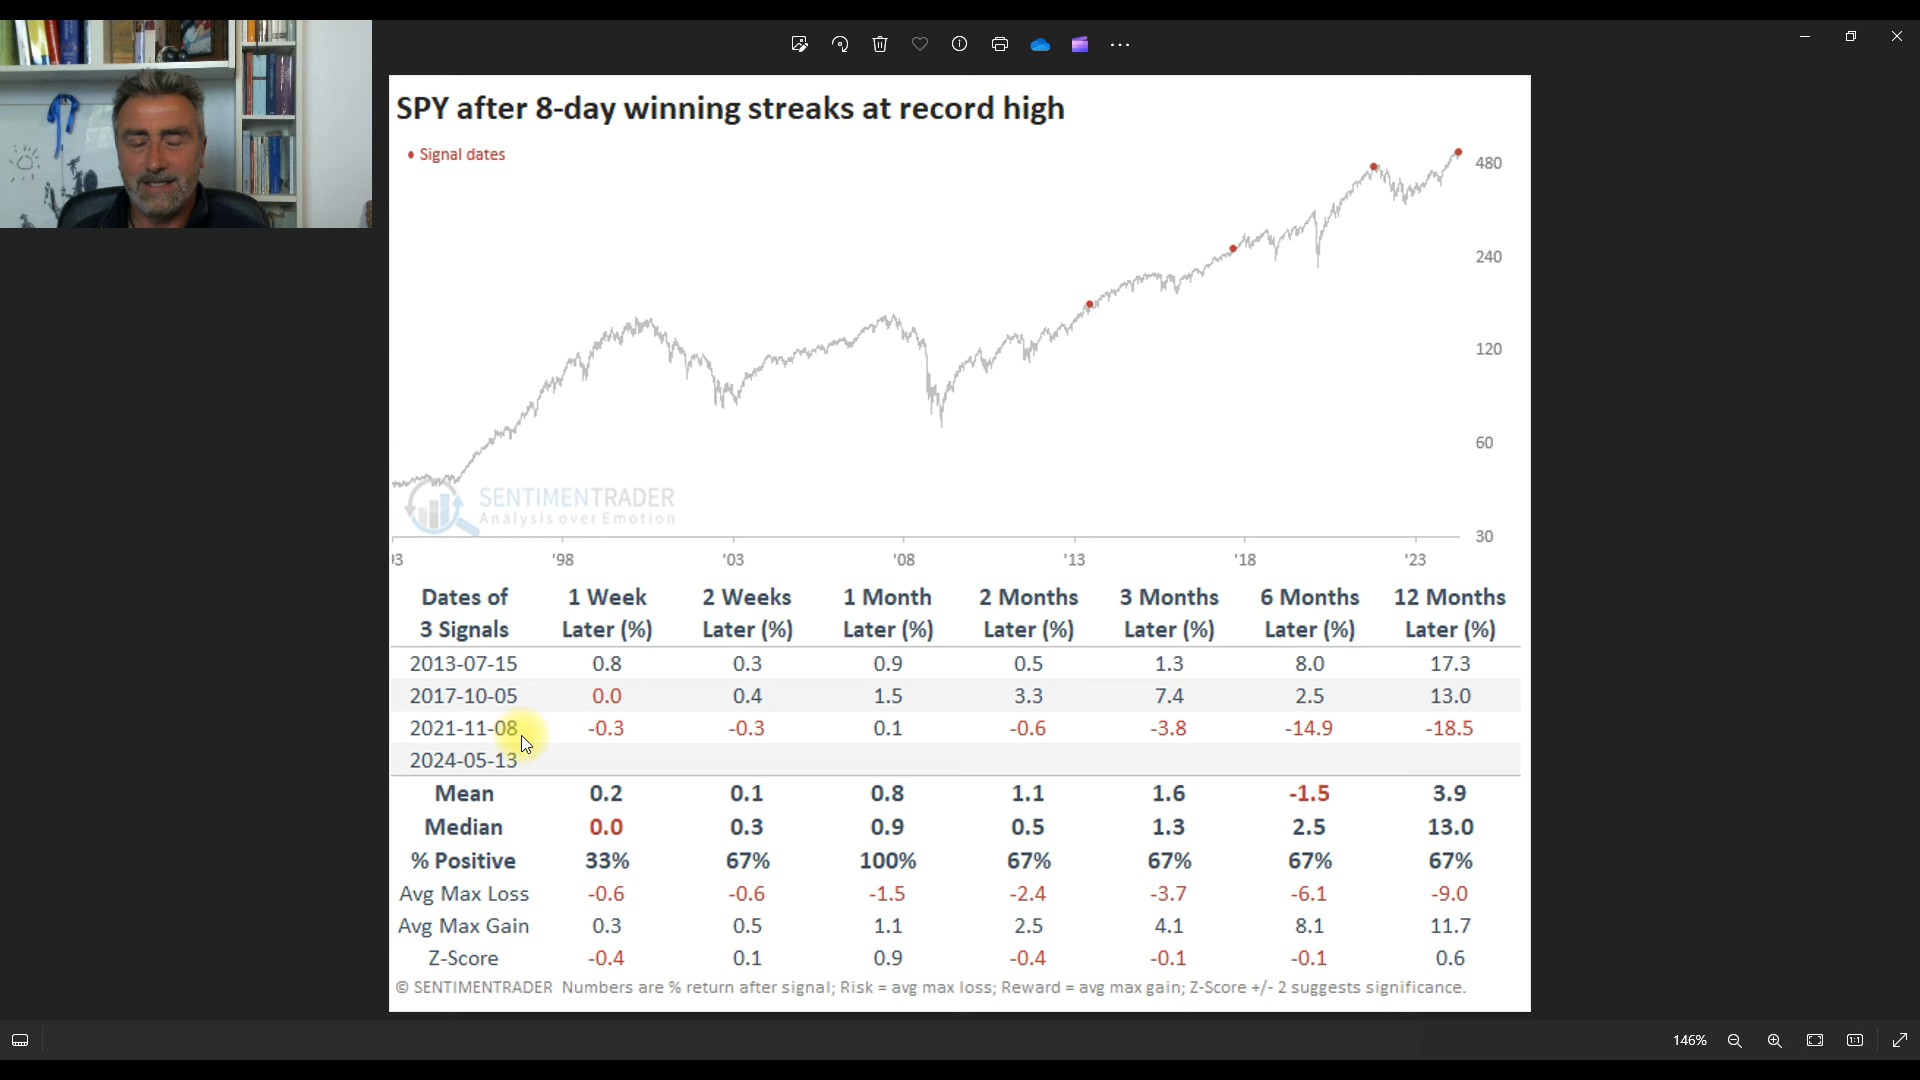 SPY after 8-day winning streaks at record high
Signal dates
480
240
120
60
30
SENTIMENTRADER
Analysis over Emotion
'98 '03 '08 '13 '18 '23
Dates of 1 Week 2 Weeks 1 Month 2 Months 3 Months 6 Months 12 Months
3 Signals Later (%) Later (%) Later (%) Later (%) Later (%) Later (%) Later (%)
2013-07-15 0.8 0.3 0.9 0.5 1.3 8.0 17.3
2017-10-05 0.0 0.4 1.5 3.3 7.4 2.5 13.0
2021-11-08 -0.3 -0.3 0.1 -0.6 -3.8 -14.9 -18.5
2024-05-13
Mean 0.2 0.1 0.8 1.1 1.6 -1.5 3.9
Median 0.0 0.3 0.9 0.5 1.3 2.5 13.0
% Positive 33% 67% 100% 67% 67% 67% 67%
Avg Max Loss -0.6 -0.6 -1.5 -2.4 -3.7 -6.1 -9.0
Avg Max Gain 0.3 0.5 1.1 2.5 4.1 8.1 11.7
Z-Score -0.4 0.1 0.9 -0.4 -0.1 -0.1 0.6
© SENTIMENTRADER Numbers are % return after signal; Risk = avg max loss; Reward = avg max gain; Z-Score +/- 2 suggests significance.
146%
1:1